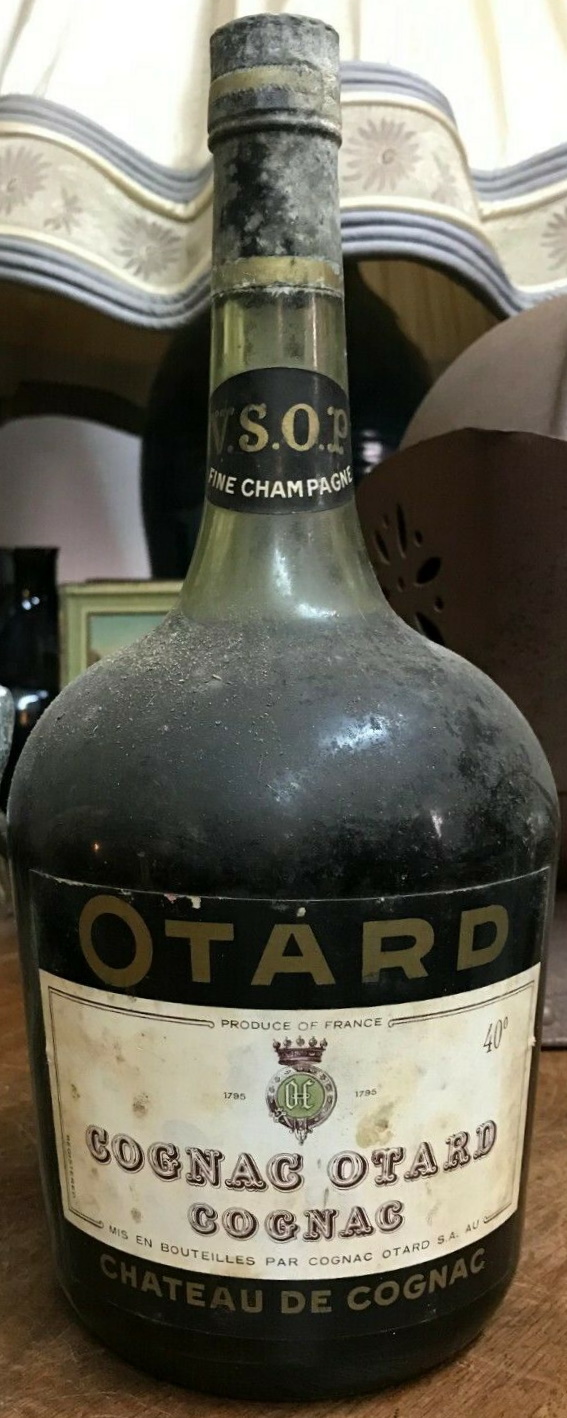 V.S.O.P
FINE CHAMPAGNE
OTARD
PRODUCE OF FRANCE
40º
1795 1795
COGNAC OTARD
COGNAC
MIS EN BOUTEILLES PAR COGNAC OTARD S.A. AU
CHATEAU DE COGNAC